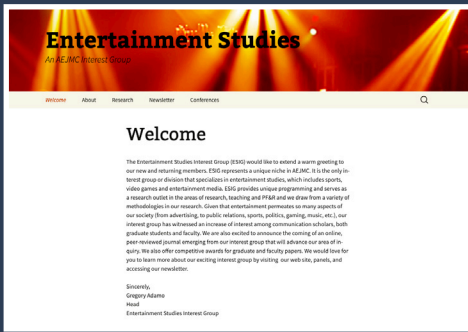 Entertainment Studies
An AEJMC Interest Group
Welcome About Research Newsletter Conferences
Welcome
The Entertainment Studies Interest Group (ESIG) would like to extend a warm greeting to
our new and returning members. ESIG represents a unique niche in AEJMC. It is the only in-
terest group or division that specializes in entertainment studies, which includes sports,
video games and entertainment media. ESIG provides unique programming and serves as
a research outlet in the areas of research, teaching and PF&R and we draw from a variety of
methodologies in our research. Given that entertainment permeates so many aspects of
our society (from advertising, to public relations, sports, politics, gaming, music, etc.), our
interest group has witnessed an increase of interest among communication scholars, both
graduate students and faculty. We are also excited to announce the coming of an online,
peer-reviewed journal emerging from our interest group that will advance our area of in-
quiry. We also offer competitive awards for graduate and faculty papers. We would love for
you to learn more about our exciting interest group by visiting our web site, panels, and
accessing our newsletter.
Sincerely,
Gregory Adamo
Head
Entertainment Studies Interest Group